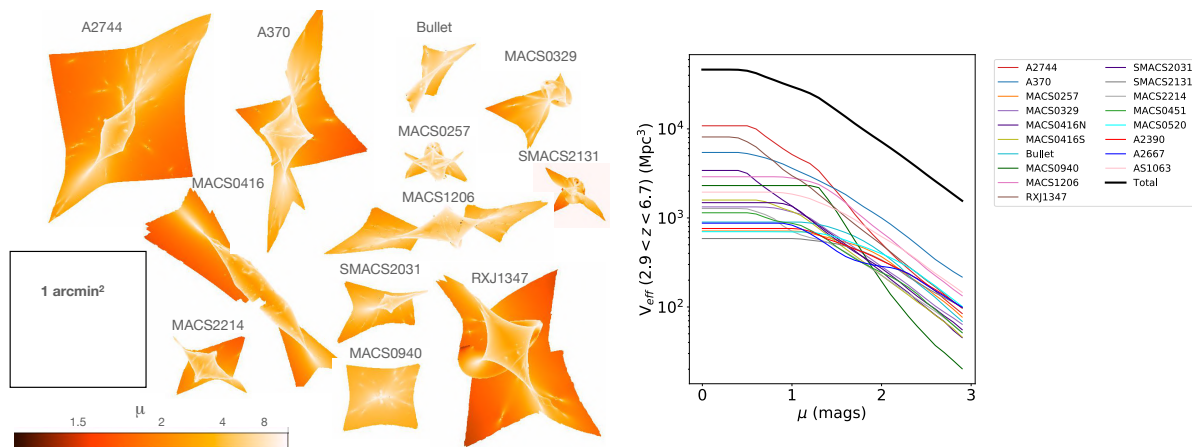 A2744
A370
Bullet
MACS0329
MACS0257
SMACS2131
MACS0416
MACS1206
1 arcmin²
SMACS2031
RXJ1347
MACS2214
MACS0940
μ
1.5 2 4 8
V_eff (2.9 < z < 6.7) (Mpc³)
10⁴
10³
10²
0 1 2 3
μ (mags)
A2744
A370
MACS0257
MACS0329
MACS0416N
MACS0416S
Bullet
MACS0940
MACS1206
RXJ1347
SMACS2031
SMACS2131
MACS2214
MACS0451
MACS0520
A2390
A2667
AS1063
Total